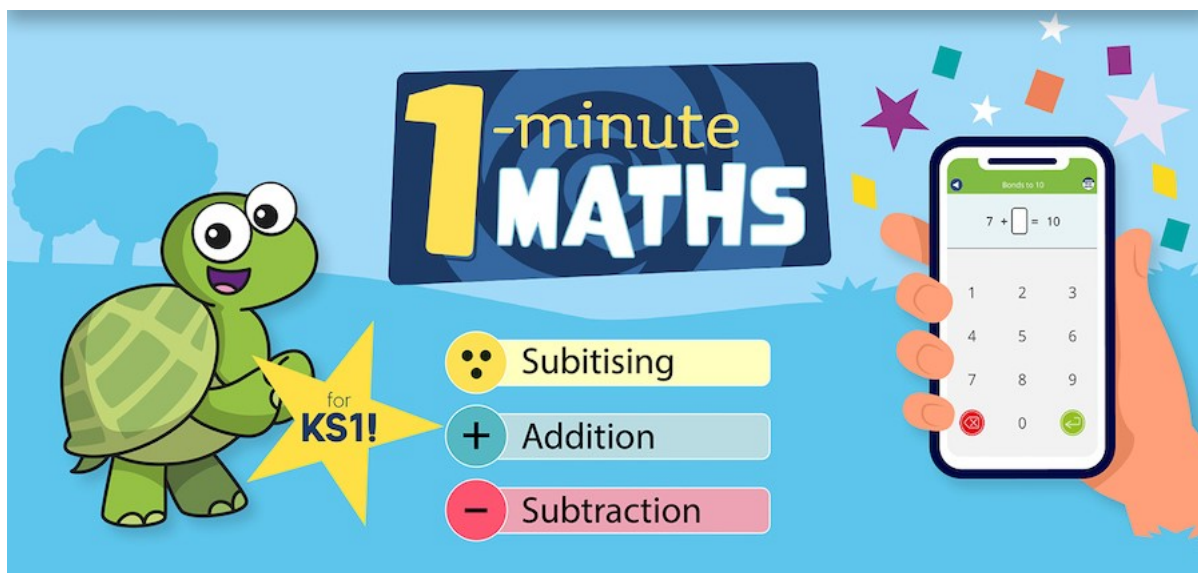 1-minute
MATHS
for
KS1!
Subitising
+ Addition
− Subtraction
Bonds to 10
7 + = 10
1 2 3
4 5 6
7 8 9
0